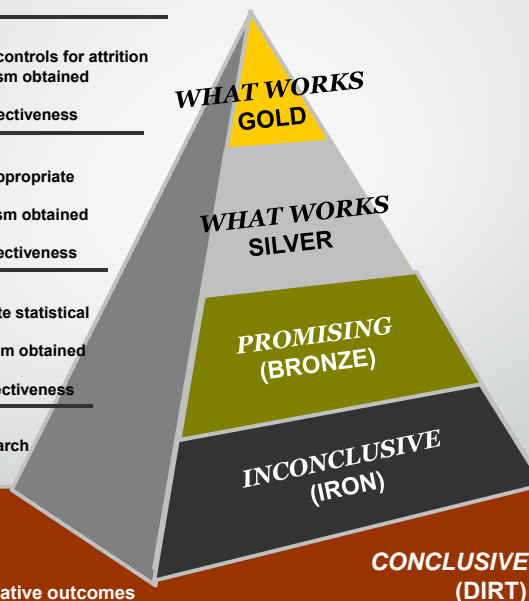 controls for attrition
sm obtained
ectiveness
WHAT WORKS
GOLD
ppropriate
sm obtained
ectiveness
WHAT WORKS
SILVER
te statistical
m obtained
ectiveness
PROMISING
(BRONZE)
arch
INCONCLUSIVE
(IRON)
CONCLUSIVE
(DIRT)
ative outcomes